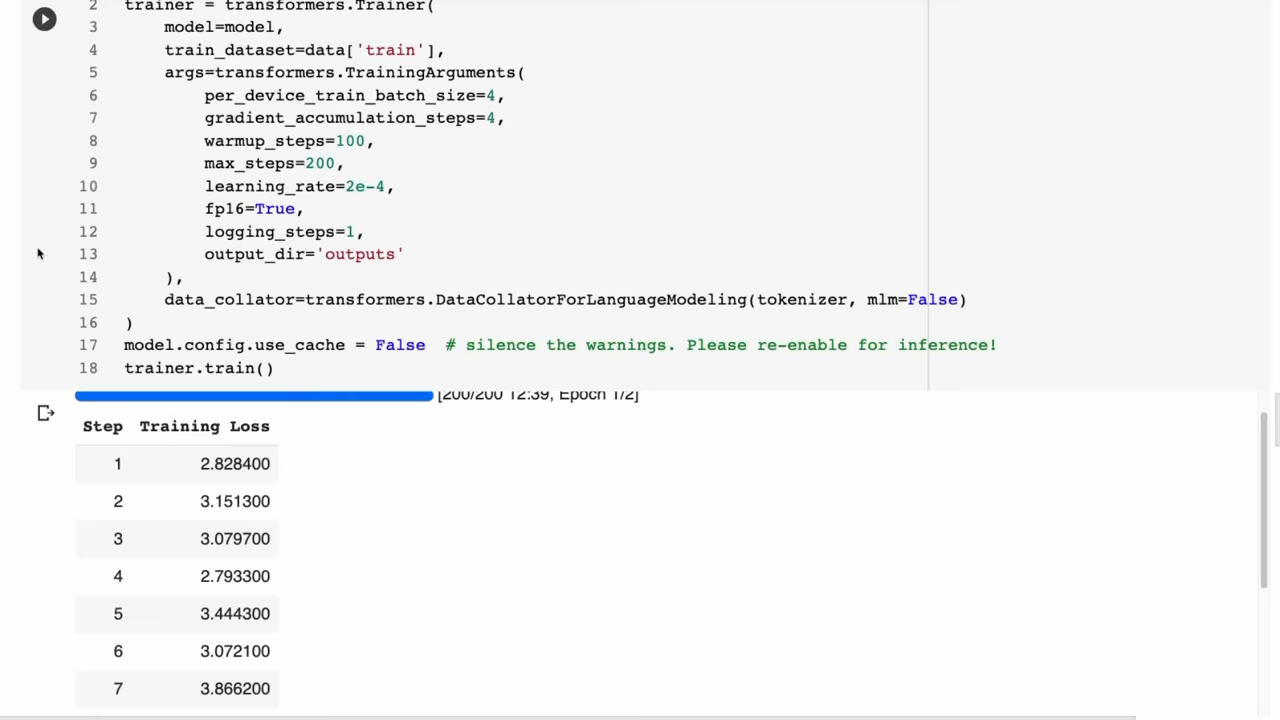 2 trainer = transformers.Trainer(
3 model=model,
4 train_dataset=data['train'],
5 args=transformers.TrainingArguments(
6 per_device_train_batch_size=4,
7 gradient_accumulation_steps=4,
8 warmup_steps=100,
9 max_steps=200,
10 learning_rate=2e-4,
11 fp16=True,
12 logging_steps=1,
13 output_dir='outputs'
14 ),
15 data_collator=transformers.DataCollatorForLanguageModeling(tokenizer, mlm=False)
16 )
17 model.config.use_cache = False # silence the warnings. Please re-enable for inference!
18 trainer.train()
[200/200 12:39, Epoch 1/2]
Step Training Loss
1 2.828400
2 3.151300
3 3.079700
4 2.793300
5 3.444300
6 3.072100
7 3.866200